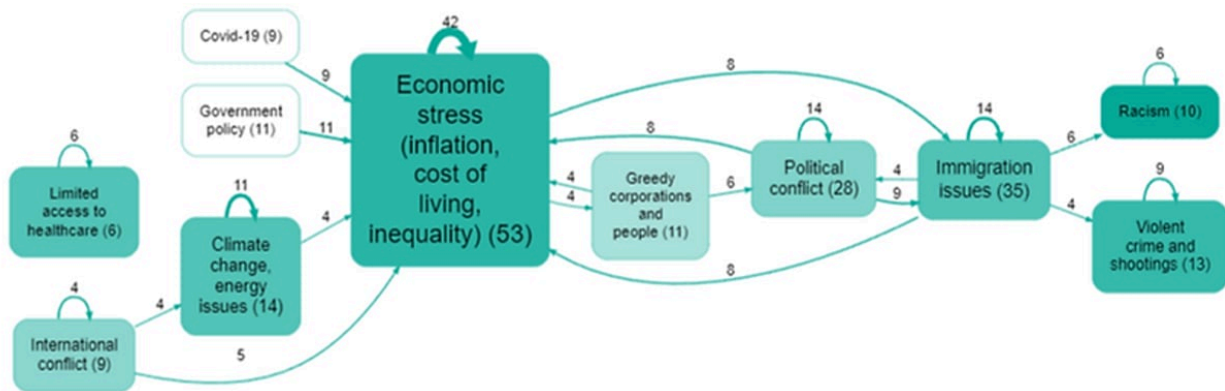 42
Covid-19 (9)
9
Government
policy (11)
11
Economic
stress
(inflation,
cost of
living,
inequality) (53)
6
Limited
access to
healthcare (6)
11
Climate
change,
energy
issues (14)
4
4
International
conflict (9)
4
5
8
8
4
4
Greedy
corporations
and
people (11)
6
14
Political
conflict (28)
4
9
14
Immigration
issues (35)
8
6
4
6
Racism (10)
9
Violent
crime and
shootings (13)